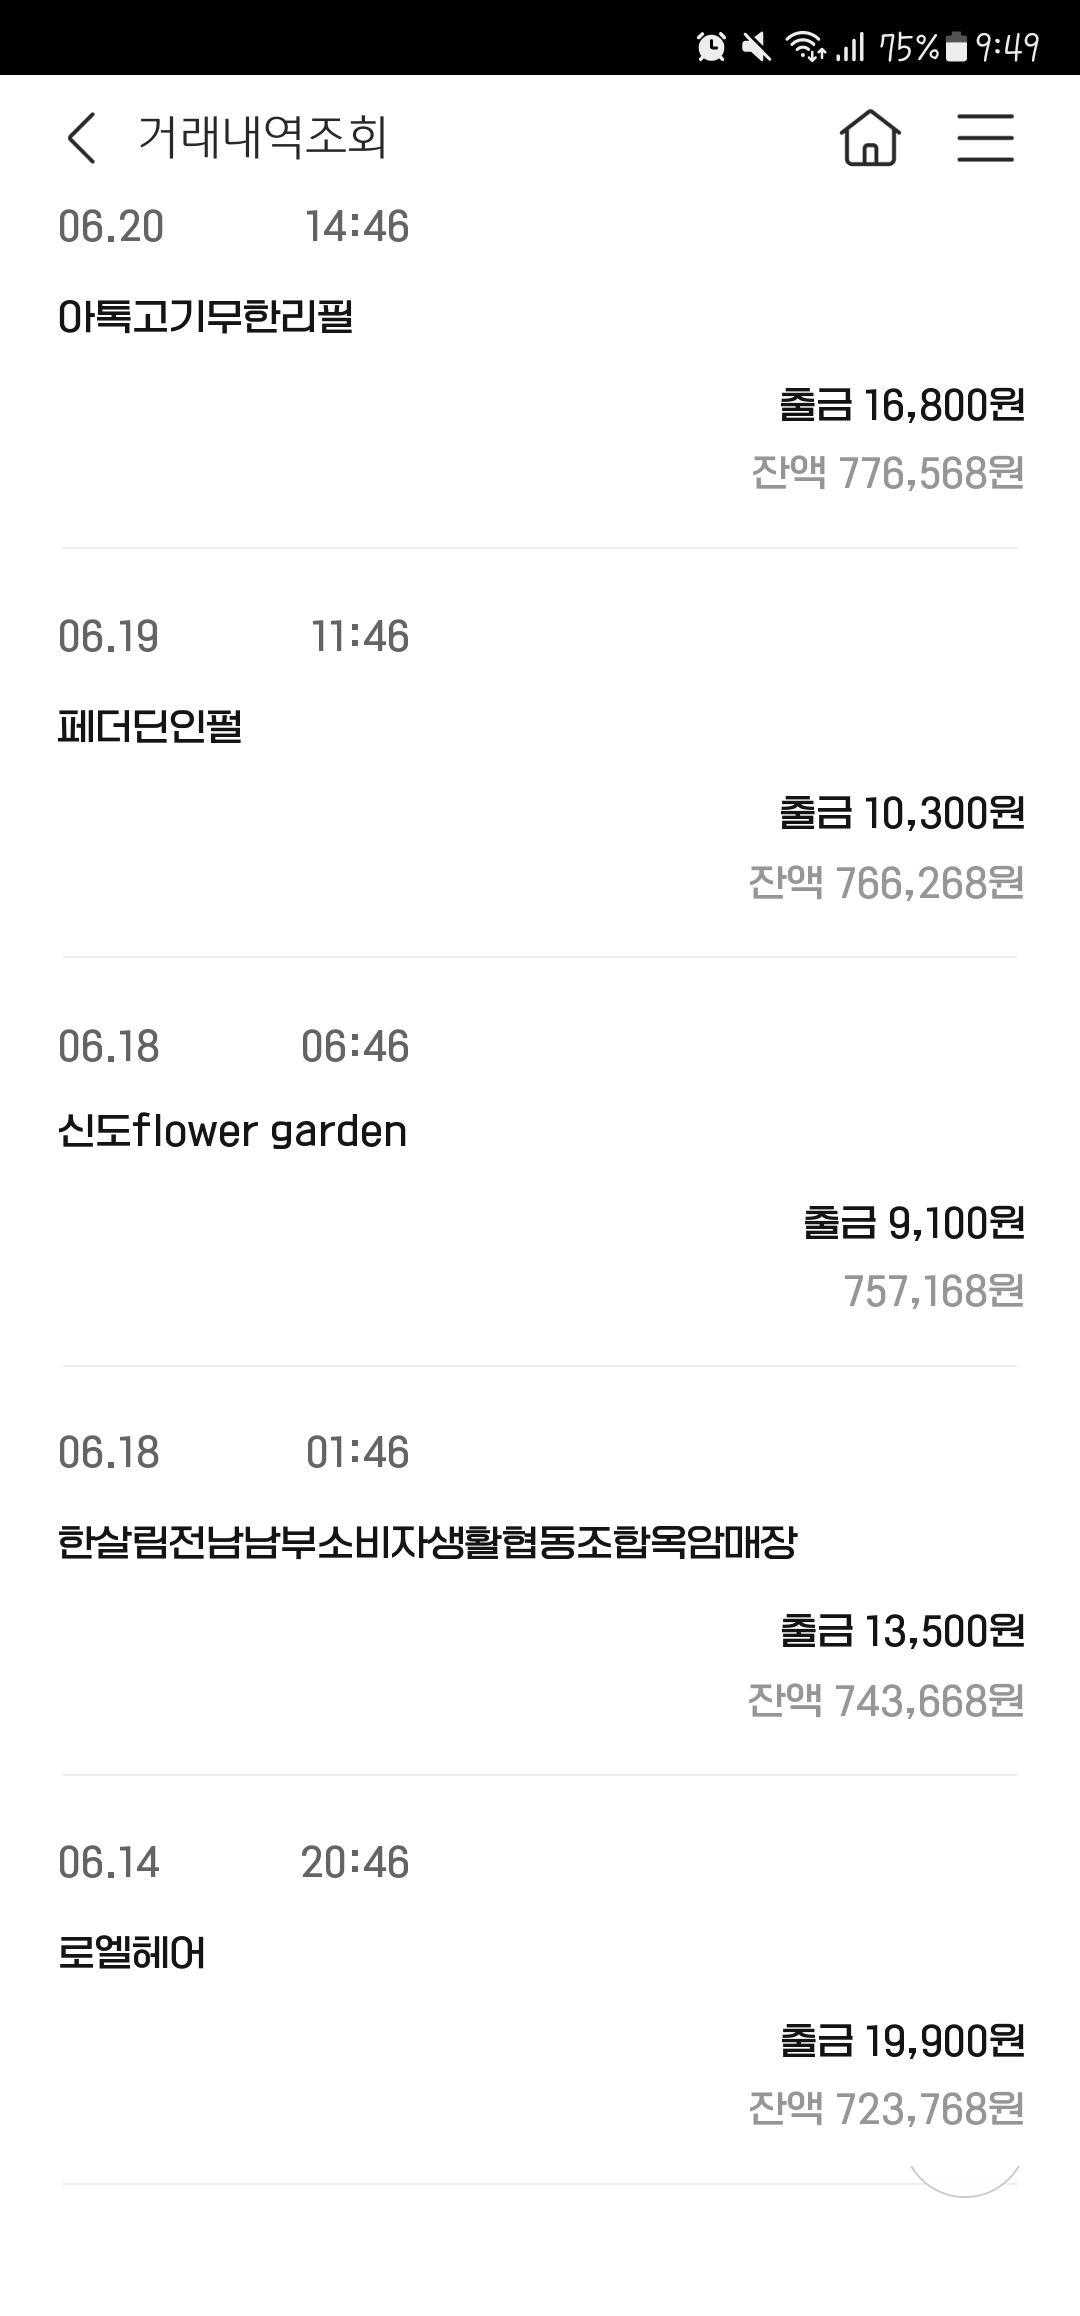 75% 9:49
거래내역조회
06.20 14:46
아톡고기무한리필
출금 16,800원
잔액 776,568원
06.19 11:46
페더딘인펄
출금 10,300원
잔액 766,268원
06.18 06:46
신도flower garden
출금 9,100원
757,168원
06.18 01:46
한살림전남남부소비자생활협동조합옥암매장
출금 13,500원
잔액 743,668원
06.14 20:46
로엘헤어
출금 19,900원
잔액 723,768원